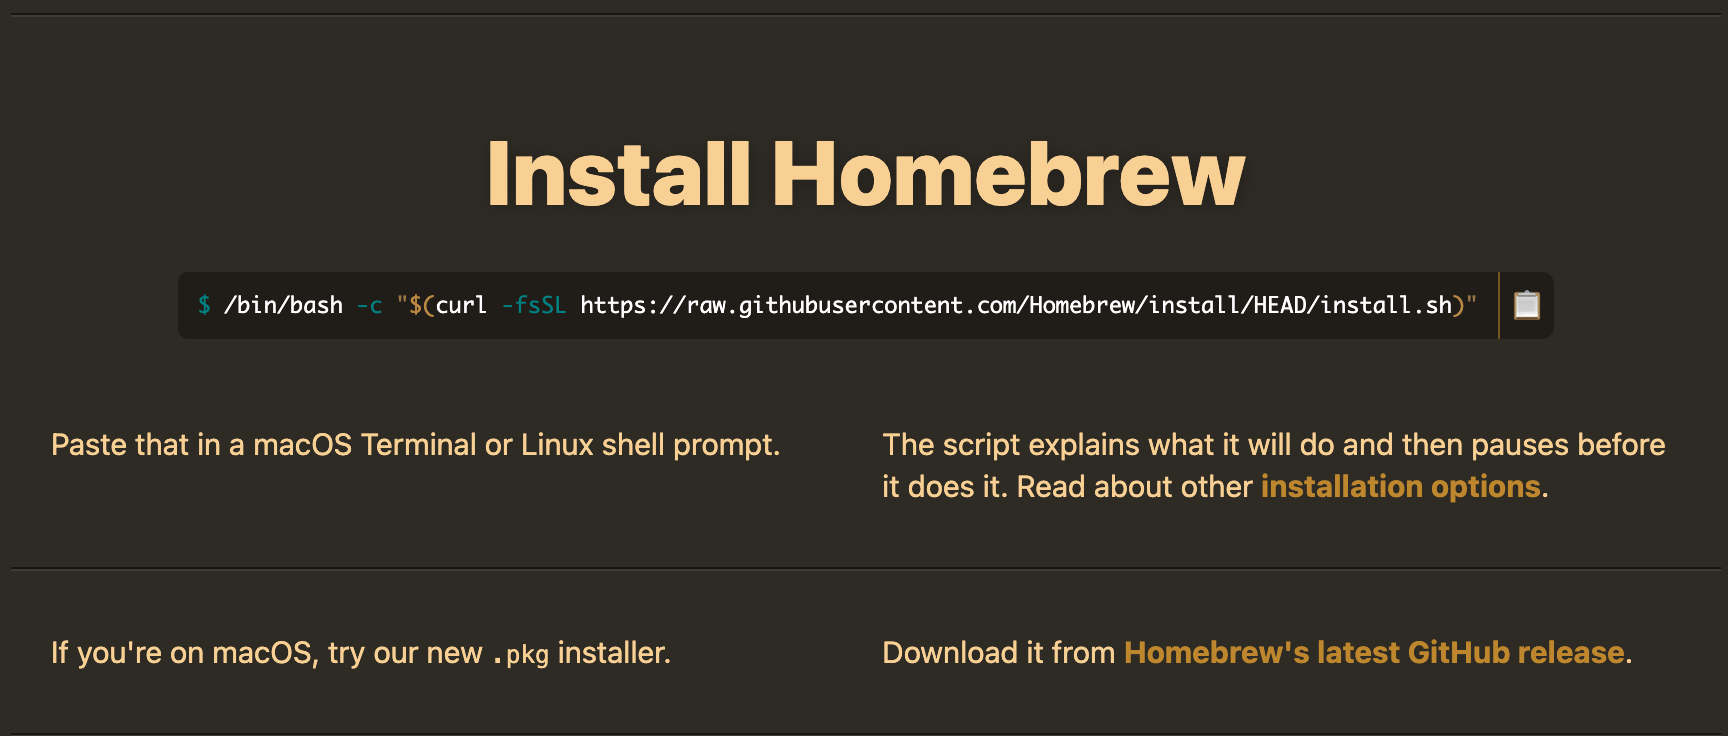 Install Homebrew
$ /bin/bash -c "$(curl -fsSL https://raw.githubusercontent.com/Homebrew/install/HEAD/install.sh)"
Paste that in a macOS Terminal or Linux shell prompt.
The script explains what it will do and then pauses before
it does it. Read about other installation options.
If you're on macOS, try our new .pkg installer.
Download it from Homebrew's latest GitHub release.